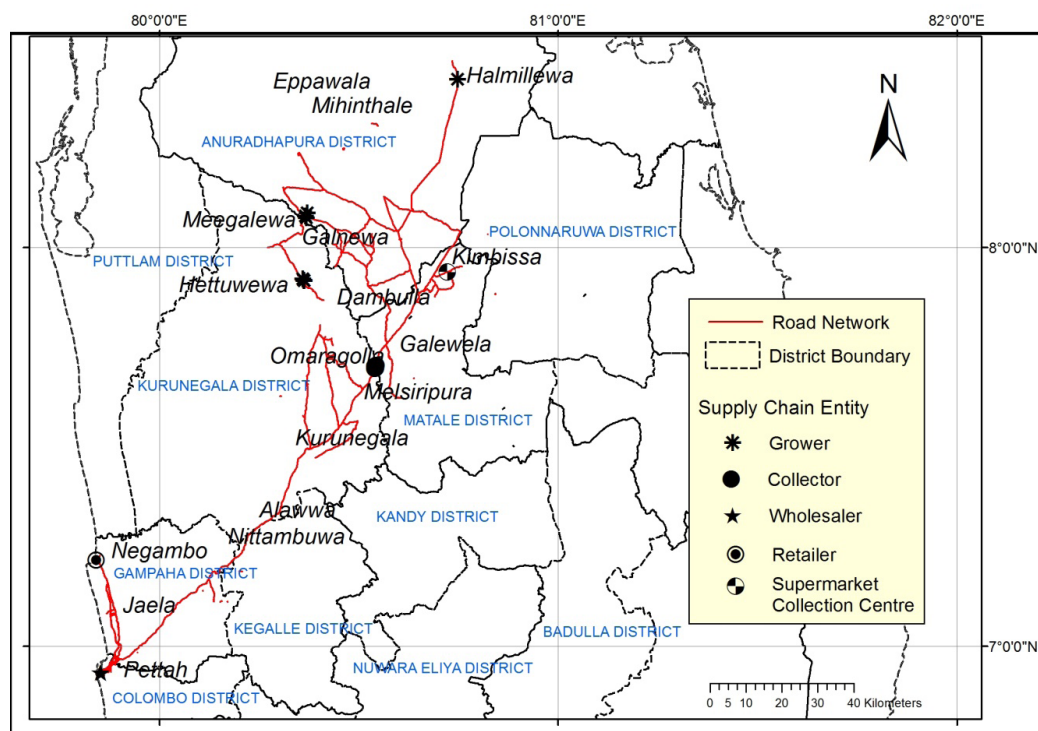 80°0'0"E
81°0'0"E
82°0'0"E
Eppawala
Halmillewa
Mihinthale
N
ANURADHAPURA DISTRICT
Meegalewa
Galnewa
POLONNARUWA DISTRICT
8°0'0"N
PUTTLAM DISTRICT
Kimbissa
Hettuwewa
Dambulla
Omaragolla
Galewela
KURUNEGALA DISTRICT
Melsiripura
MATALE DISTRICT
Kurunegala
Alawwa
KANDY DISTRICT
Nittambuwa
Negambo
GAMPAHA DISTRICT
Jaela
KEGALLE DISTRICT
BADULLA DISTRICT
7°0'0"N
Pettah
NUWARA ELIYA DISTRICT
COLOMBO DISTRICT
Road Network
District Boundary
Supply Chain Entity
Grower
Collector
Wholesaler
Retailer
Supermarket
Collection Centre
0 5 10 20 30 40 Kilometers